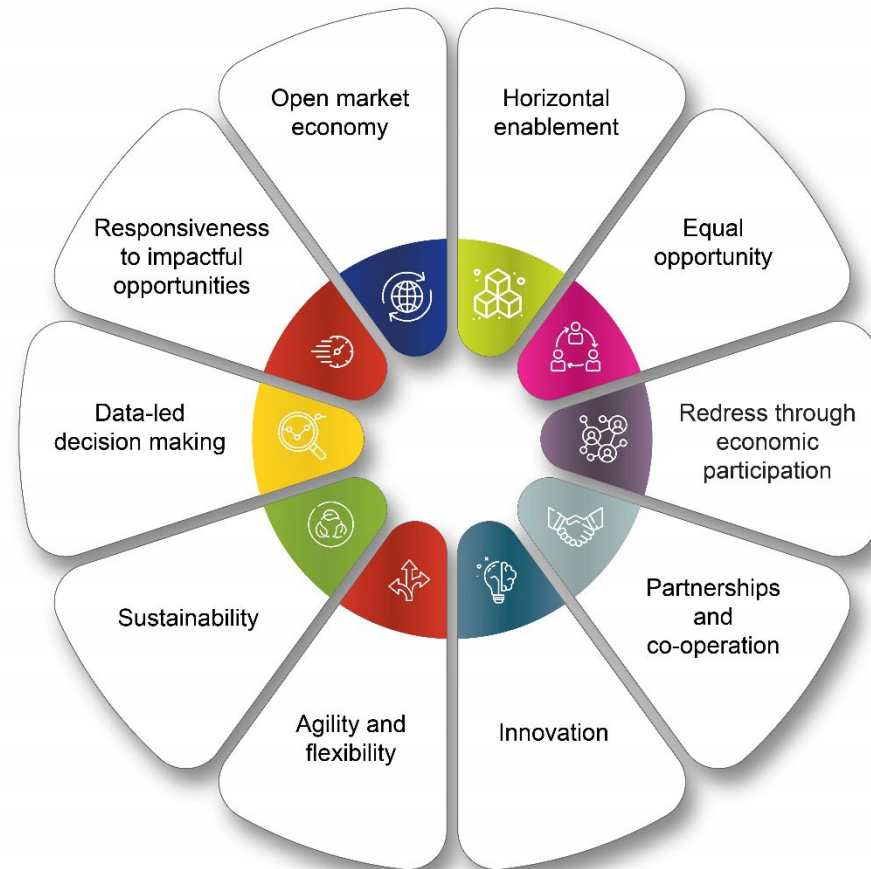 Open market
economy
Horizontal
enablement
Equal
opportunity
Redress through
economic
participation
Partnerships
and
co-operation
Innovation
Agility and
flexibility
Sustainability
Data-led
decision making
Responsiveness
to impactful
opportunities